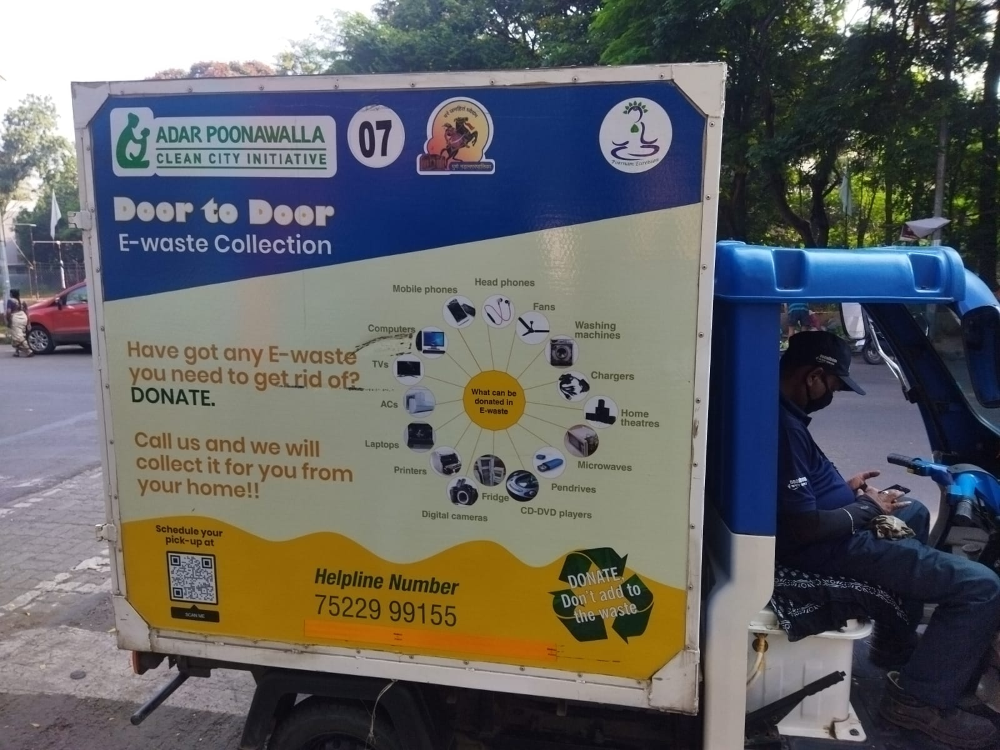 ADAR POONAWALLA
CLEAN CITY INITIATIVE
07
वरं जनहितं ध्येयम्
पुणे महानगरपालिका
Poornam Ecovision
Door to Door
E-waste Collection
Have got any E-waste
you need to get rid of?
DONATE.
Call us and we will
collect it for you from
your home!!
What can be
donated in
E-waste
Head phones
Fans
Washing
machines
Chargers
Home
theatres
Microwaves
Pendrives
CD-DVD players
Fridge
Digital cameras
Printers
Laptops
ACs
TVs
Computers
Mobile phones
Schedule your
pick-up at
SCAN ME
Helpline Number
75229 99155
DONATE,
Don't add to
the waste